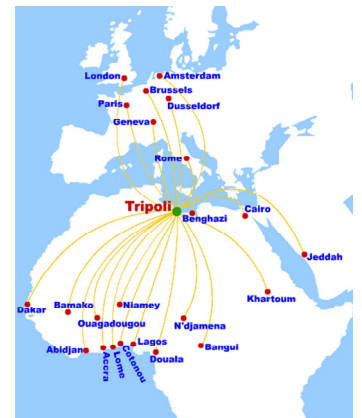 London
Amsterdam
Brussels
Paris
Dusseldorf
Geneva
Rome
Tripoli
Benghazi
Cairo
Jeddah
Khartoum
Dakar
Bamako
Niamey
Ouagadougou
N'djamena
Abidjan
Accra
Lome
Cotonou
Lagos
Douala
Bangui